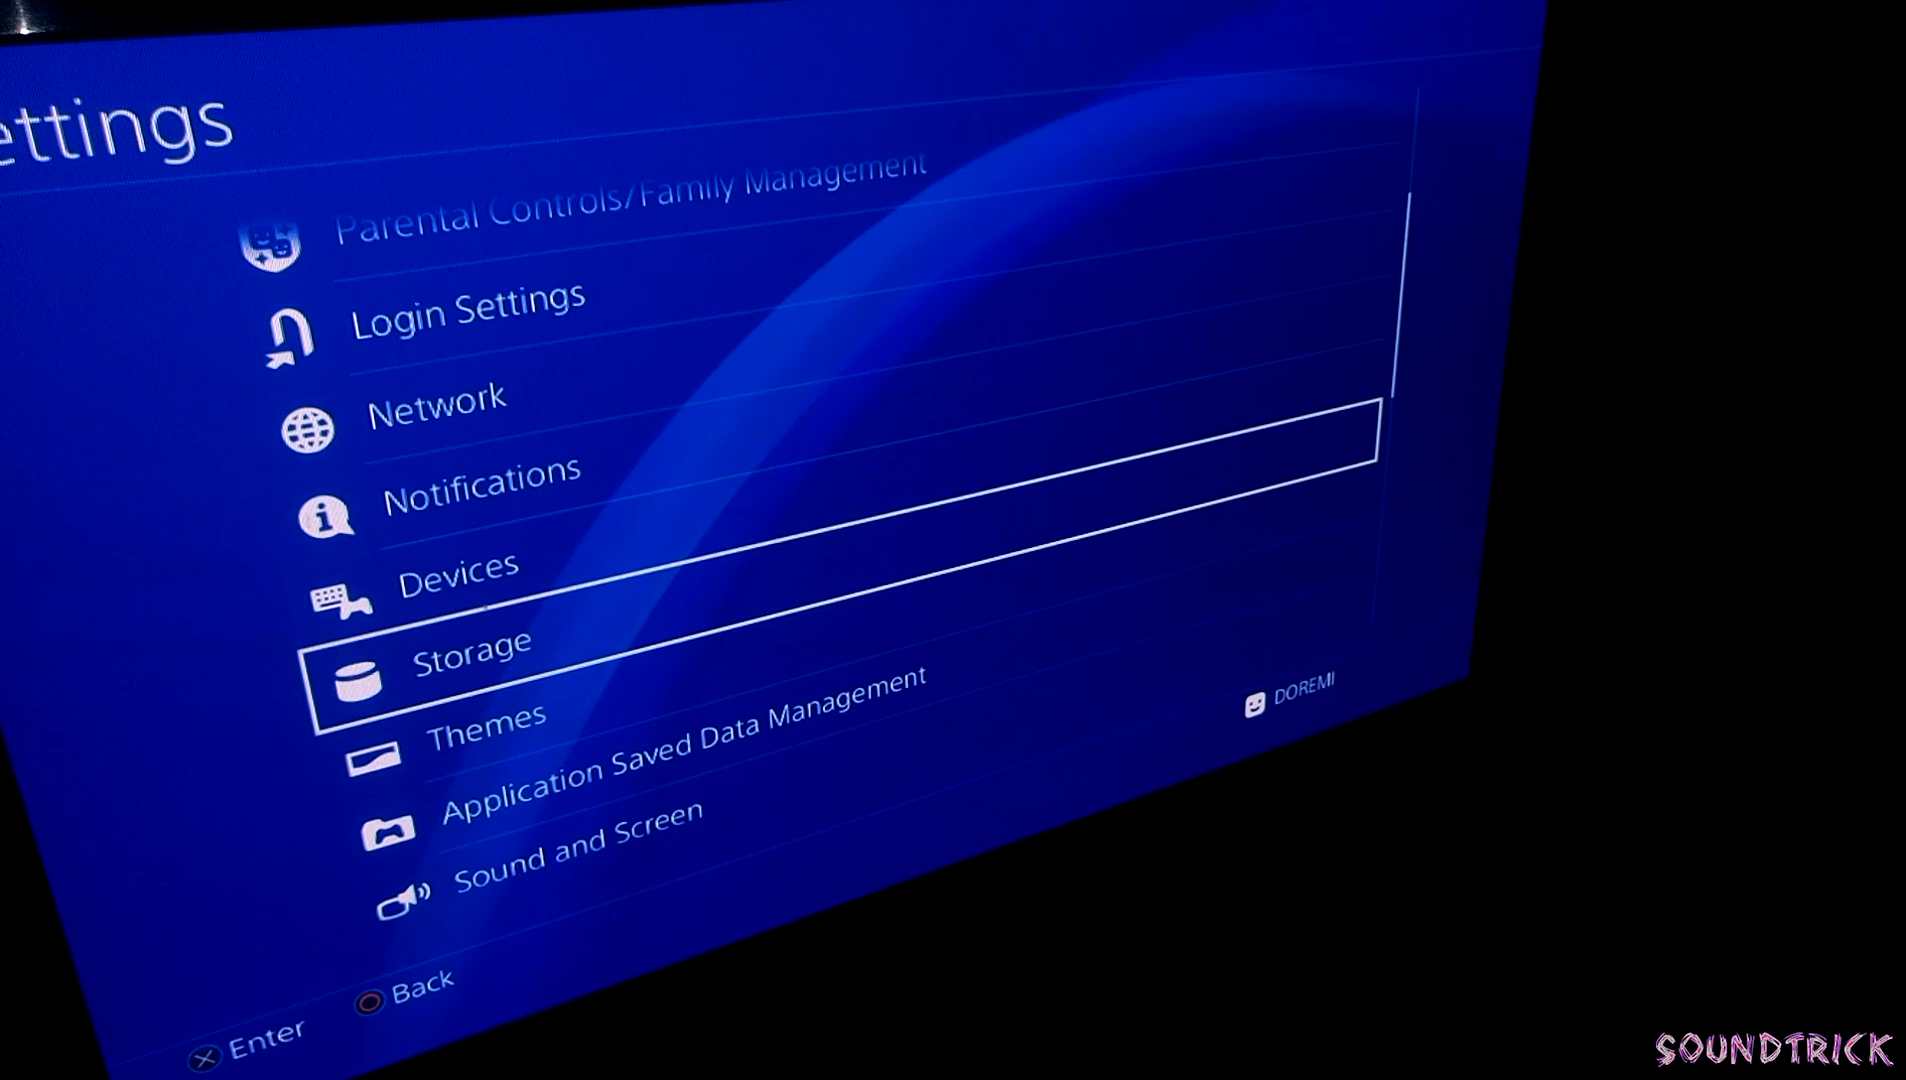 ettings
Parental Controls/Family Management
Login Settings
Network
Notifications
Devices
Storage
Themes
Application Saved Data Management
Sound and Screen
DOREMI
Enter
Back
SOUNDTRICK